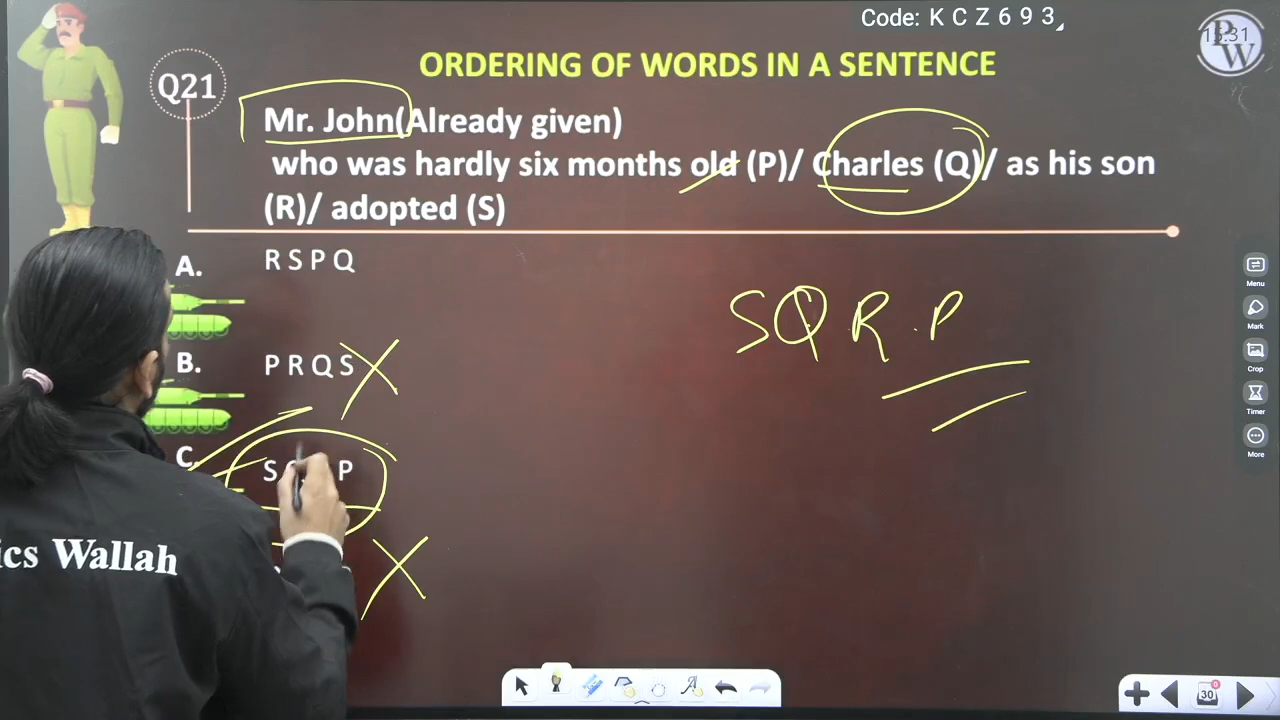 Code: K C Z 6 9 3
Q21
ORDERING OF WORDS IN A SENTENCE
Mr. John(Already given)
who was hardly six months old (P)/ Charles (Q)/ as his son
(R)/ adopted (S)
A. R S P Q
B. P R Q S
C. S P
S Q R P
ics Wallah
Menu
Mark
Crop
Timer
More
30